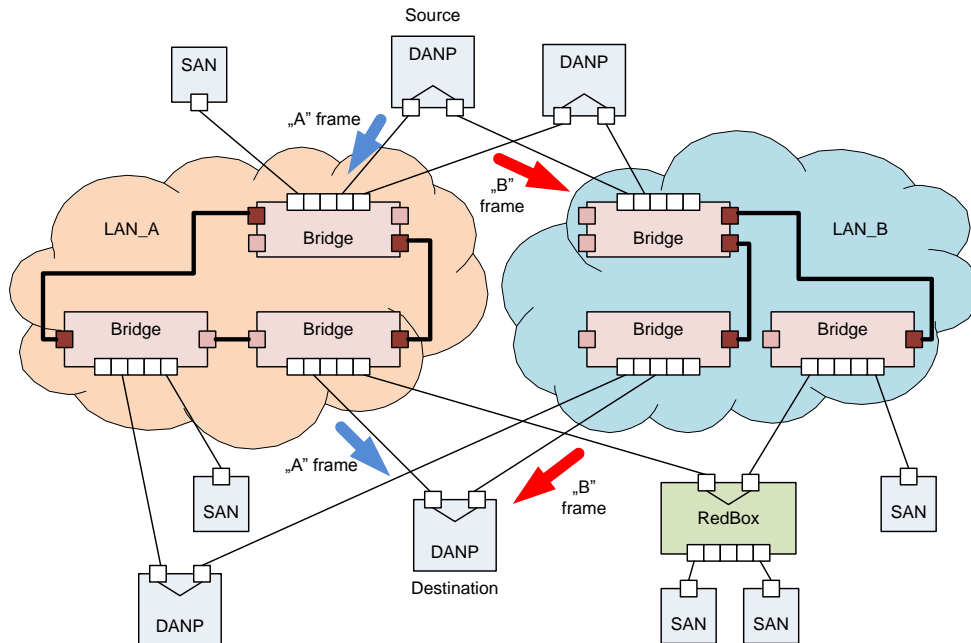 Source
SAN
DANP
DANP
„A” frame
„B”
frame
LAN_A
Bridge
Bridge
LAN_B
Bridge
Bridge
Bridge
Bridge
„A” frame
„B”
frame
SAN
DANP
RedBox
SAN
Destination
DANP
SAN
SAN